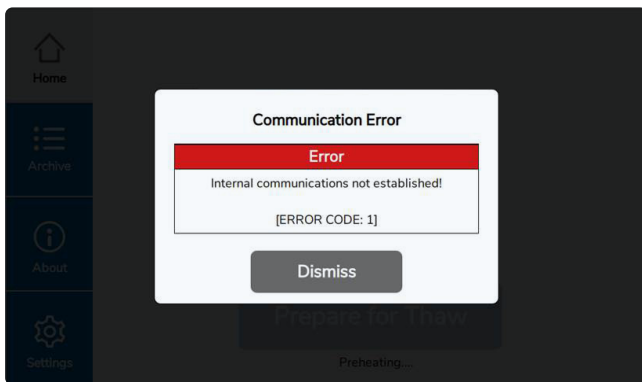 Home
Archive
About
Settings
Communication Error
Error
Internal communications not established!
[ERROR CODE: 1]
Dismiss
Prepare for Thaw
Preheating...